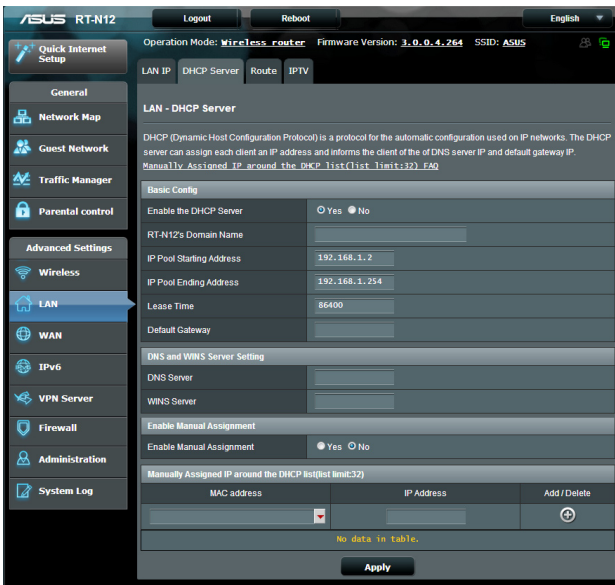 ASUS RT-N12 Logout Reboot English
Quick Internet Setup
Operation Mode: Wireless router Firmware Version: 3.0.0.4.264 SSID: ASUS
LAN IP DHCP Server Route IPTV
General
Network Map
Guest Network
Traffic Manager
Parental control
Advanced Settings
Wireless
LAN
WAN
IPv6
VPN Server
Firewall
Administration
System Log
LAN - DHCP Server
DHCP (Dynamic Host Configuration Protocol) is a protocol for the automatic configuration used on IP networks. The DHCP
server can assign each client an IP address and informs the client of the of DNS server IP and default gateway IP.
Manually Assigned IP around the DHCP list(list limit:32) FAQ
Basic Config
Enable the DHCP Server Yes No
RT-N12's Domain Name
IP Pool Starting Address 192.168.1.2
IP Pool Ending Address 192.168.1.254
Lease Time 86400
Default Gateway
DNS and WINS Server Setting
DNS Server
WINS Server
Enable Manual Assignment
Enable Manual Assignment Yes No
Manually Assigned IP around the DHCP list(list limit:32)
MAC address IP Address Add / Delete
No data in table.
Apply